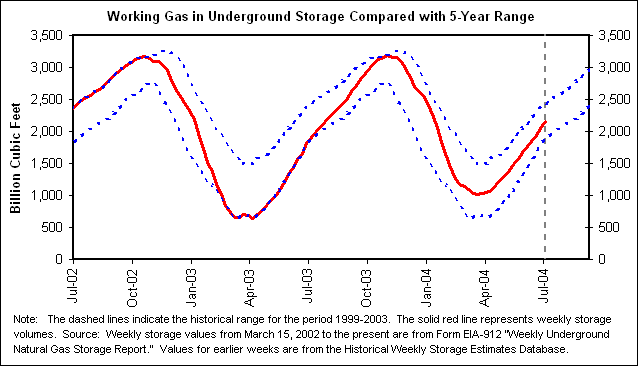 Working Gas in Underground Storage Compared with 5-Year Range
Billion Cubic Feet
3,500
3,000
2,500
2,000
1,500
1,000
500
0
3,500
3,000
2,500
2,000
1,500
1,000
500
0
Jul-02
Oct-02
Jan-03
Apr-03
Jul-03
Oct-03
Jan-04
Apr-04
Jul-04
Note: The dashed lines indicate the historical range for the period 1999-2003. The solid red line represents weekly storage
volumes. Source: Weekly storage values from March 15, 2002 to the present are from Form EIA-912 "Weekly Underground
Natural Gas Storage Report." Values for earlier weeks are from the Historical Weekly Storage Estimates Database.